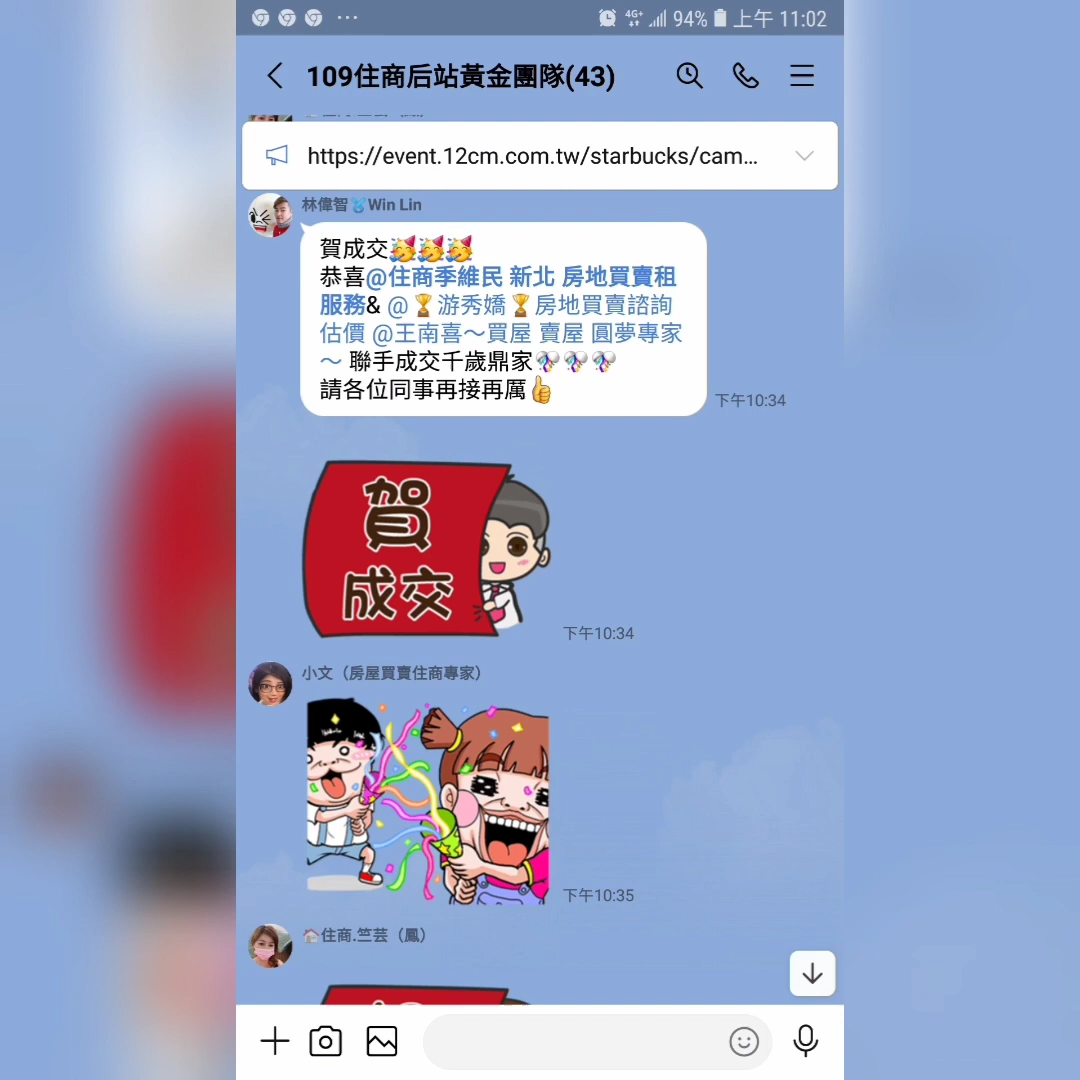 4G+ 94% 上午 11:02
109住商后站黃金團隊(43)
https://event.12cm.com.tw/starbucks/cam...
林偉智🩵Win Lin
賀成交🥳🥳🥳
恭喜@住商季維民 新北 房地買賣租
服務& @🏆游秀嬌🏆房地買賣諮詢
估價 @王南喜～買屋 賣屋 圓夢專家
～ 聯手成交千歲鼎家🎊🎊🎊
請各位同事再接再厲👍
下午10:34
賀
成交
下午10:34
小文（房屋買賣住商專家）
下午10:35
🏠住商.竺芸（鳳）